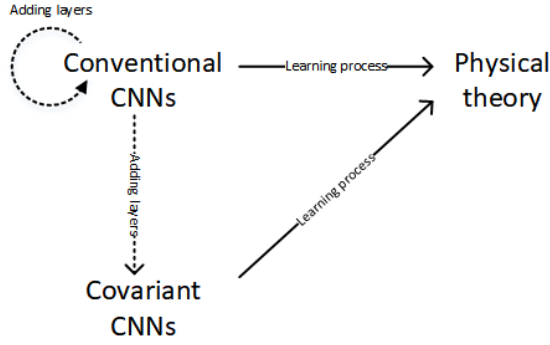 Adding layers
Conventional
CNNs
Learning process
Physical
theory
Adding layers
Learning process
Covariant
CNNs